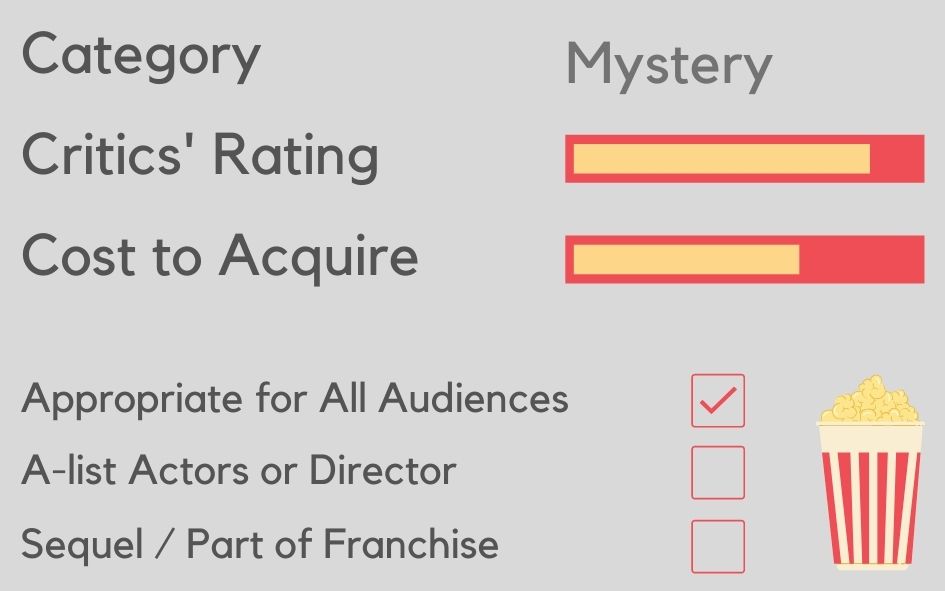 Category Mystery
Critics' Rating
Cost to Acquire
Appropriate for All Audiences
A-list Actors or Director
Sequel / Part of Franchise